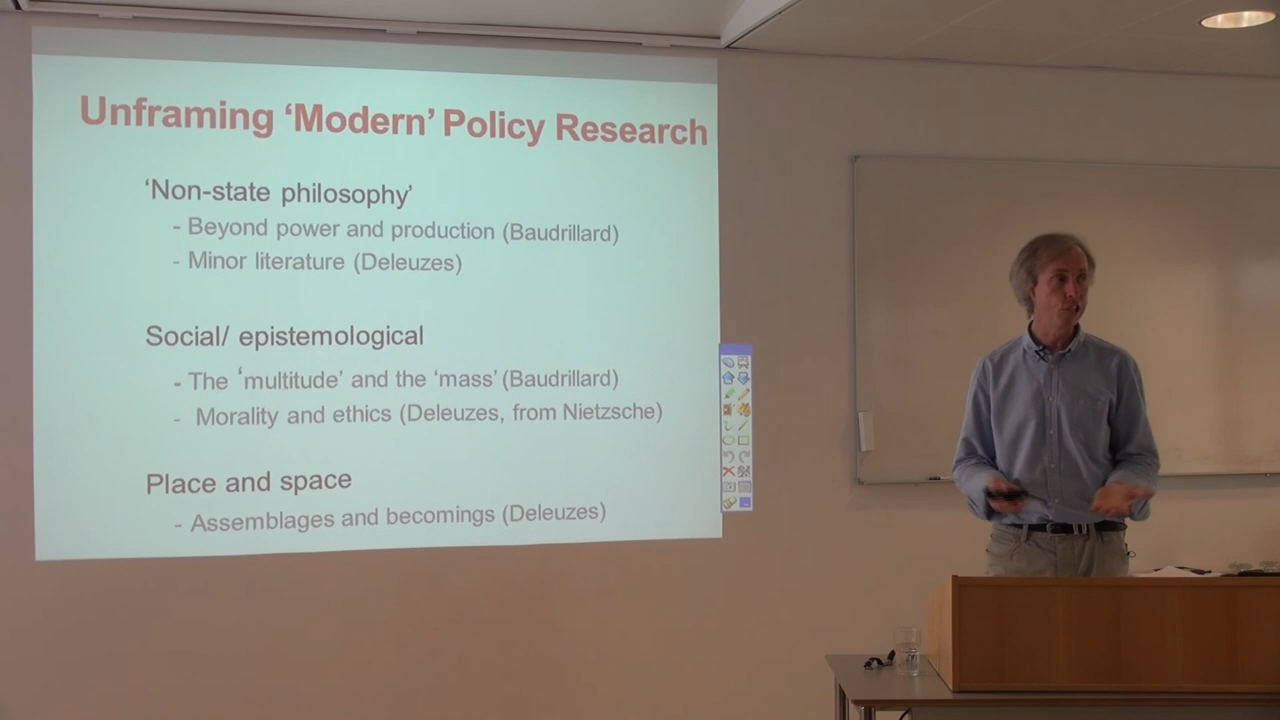 Unframing ‘Modern’ Policy Research
‘Non-state philosophy’
- Beyond power and production (Baudrillard)
- Minor literature (Deleuzes)
Social/ epistemological
- The ‘multitude’ and the ‘mass’ (Baudrillard)
- Morality and ethics (Deleuzes, from Nietzsche)
Place and space
- Assemblages and becomings (Deleuzes)